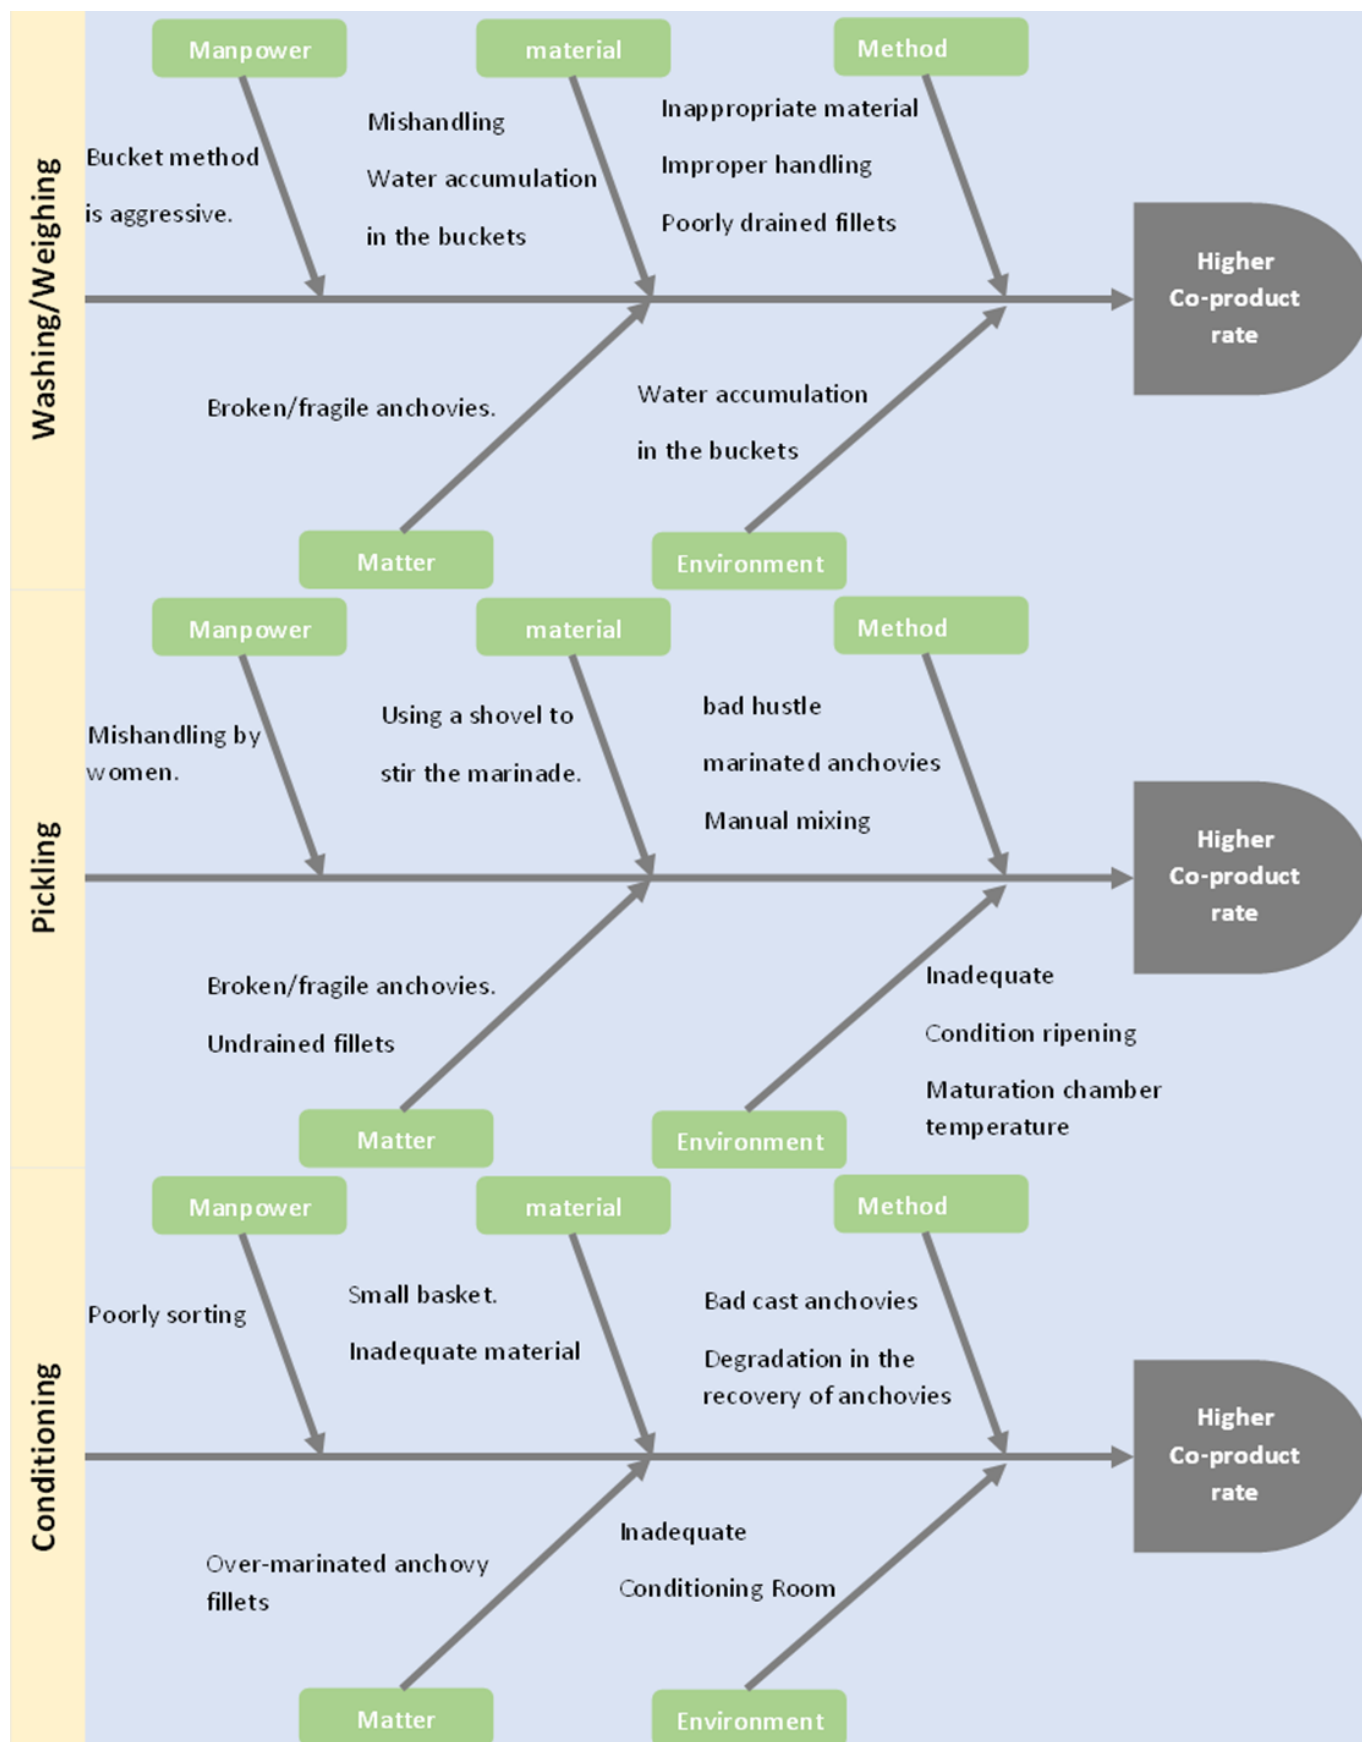 Washing/Weighing
Manpower
material
Method
Bucket method
is aggressive.
Mishandling
Water accumulation
in the buckets
Inappropriate material
Improper handling
Poorly drained fillets
Higher
Co-product
rate
Broken/fragile anchovies.
Water accumulation
in the buckets
Matter
Environment
Pickling
Manpower
material
Method
Mishandling by
women.
Using a shovel to
stir the marinade.
bad hustle
marinated anchovies
Manual mixing
Higher
Co-product
rate
Broken/fragile anchovies.
Undrained fillets
Inadequate
Condition ripening
Maturation chamber
temperature
Matter
Environment
Conditioning
Manpower
material
Method
Poorly sorting
Small basket.
Inadequate material
Bad cast anchovies
Degradation in the
recovery of anchovies
Higher
Co-product
rate
Over-marinated anchovy
fillets
Inadequate
Conditioning Room
Matter
Environment